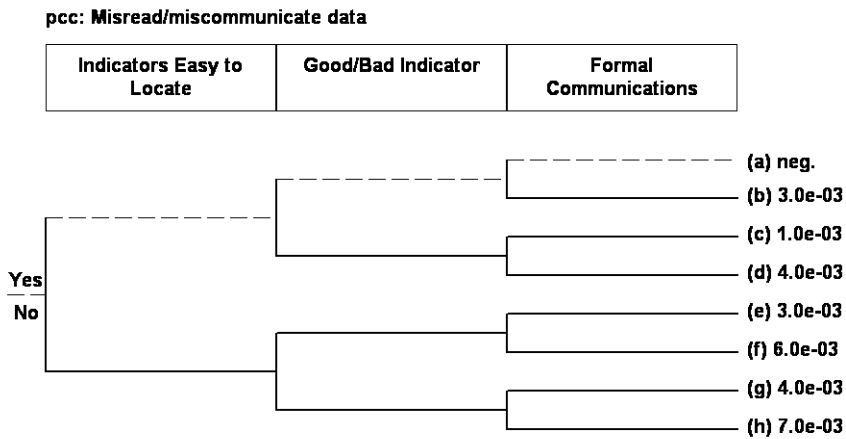 pcc: Misread/miscommunicate data
Indicators Easy to
Locate
Good/Bad Indicator
Formal
Communications
(a) neg.
(b) 3.0e-03
(c) 1.0e-03
(d) 4.0e-03
Yes
No
(e) 3.0e-03
(f) 6.0e-03
(g) 4.0e-03
(h) 7.0e-03